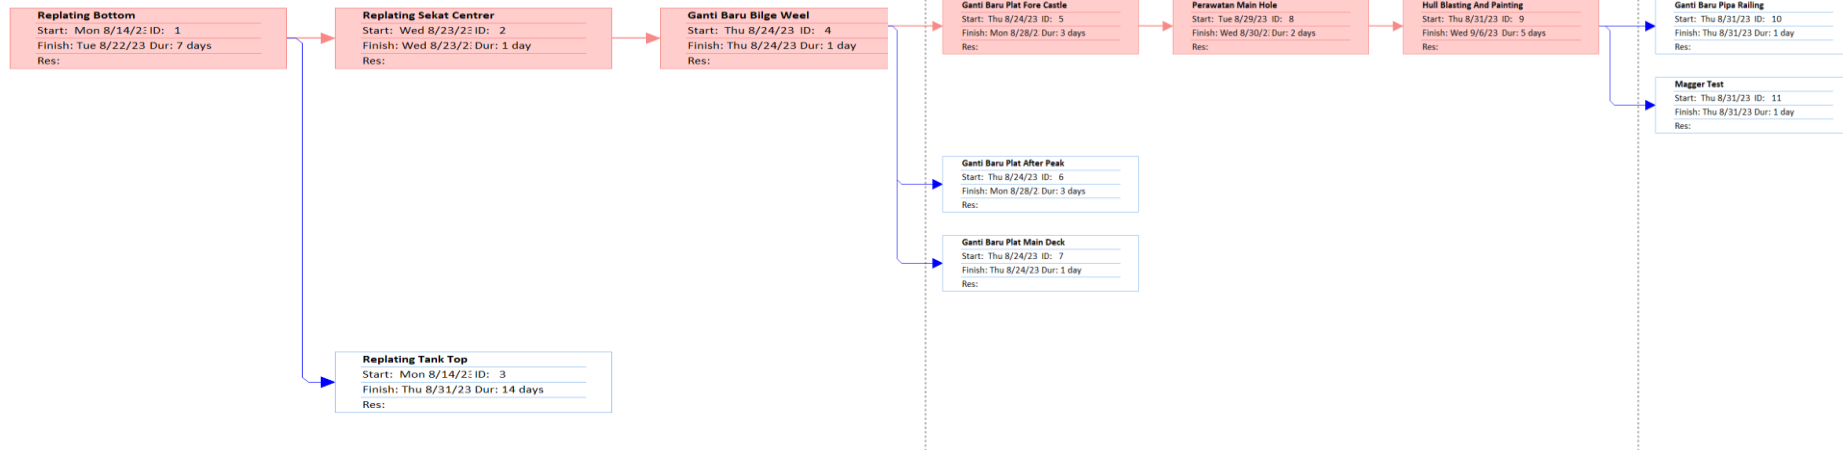 Replating Bottom
Start: Mon 8/14/23 ID: 1
Finish: Tue 8/22/23 Dur: 7 days
Res:
Replating Sekat Centrer
Start: Wed 8/23/23 ID: 2
Finish: Wed 8/23/2: Dur: 1 day
Res:
Ganti Baru Bilge Weel
Start: Thu 8/24/23 ID: 4
Finish: Thu 8/24/23 Dur: 1 day
Res:
Ganti Baru Plat Fore Castle
Start: Thu 8/24/23 ID: 5
Finish: Mon 8/28/2. Dur: 3 days
Res:
Perawatan Main Hole
Start: Tue 8/29/23 ID: 8
Finish: Wed 8/30/2. Dur: 2 days
Res:
Hull Blasting And Painting
Start: Thu 8/31/23 ID: 9
Finish: Wed 9/6/23 Dur: 5 days
Res:
Ganti Baru Pipa Railing
Start: Thu 8/31/23 ID: 10
Finish: Thu 8/31/23 Dur: 1 day
Res:
Magger Test
Start: Thu 8/31/23 ID: 11
Finish: Thu 8/31/23 Dur: 1 day
Res:
Ganti Baru Plat After Peak
Start: Thu 8/24/23 ID: 6
Finish: Mon 8/28/2. Dur: 3 days
Res:
Ganti Baru Plat Main Deck
Start: Thu 8/24/23 ID: 7
Finish: Thu 8/24/23 Dur: 1 day
Res:
Replating Tank Top
Start: Mon 8/14/23 ID: 3
Finish: Thu 8/31/23 Dur: 14 days
Res: